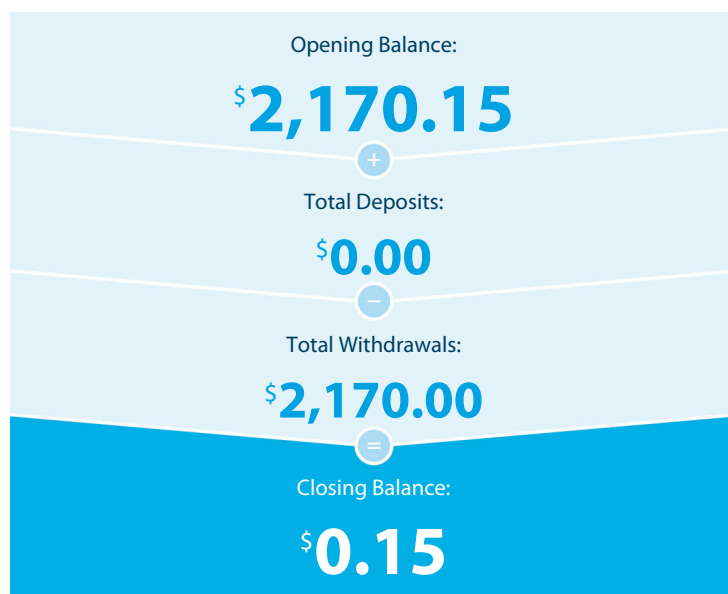 Opening Balance:
$2,170.15
+
Total Deposits:
$0.00
−
Total Withdrawals:
$2,170.00
=
Closing Balance:
$0.15